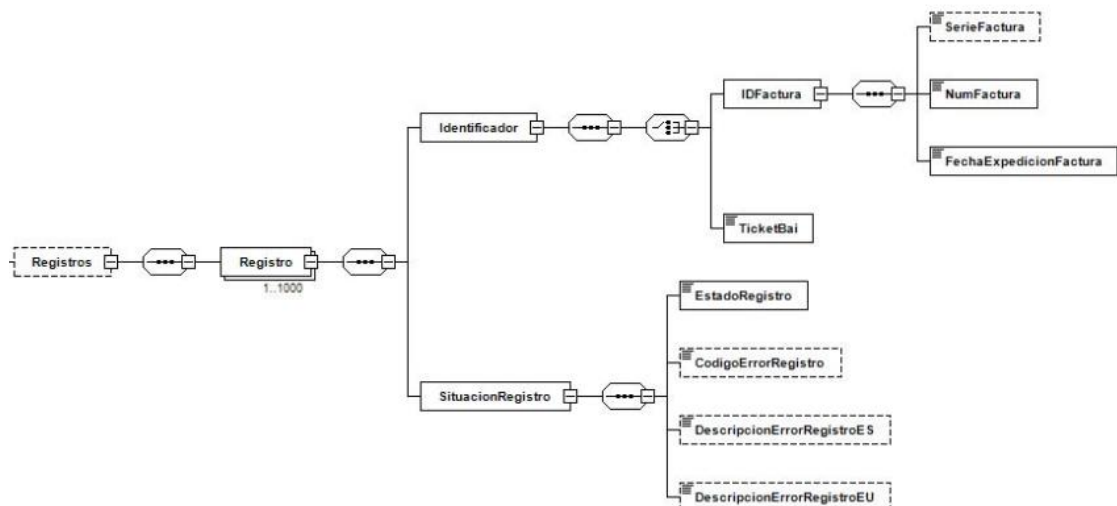 SerieFactura
IDFactura
NumFactura
Identificador
FechaExpedicionFactura
TicketBai
Registros
Registro
1..1000
EstadoRegistro
CodigoErrorRegistro
SituacionRegistro
DescripcionErrorRegistroES
DescripcionErrorRegistroEU